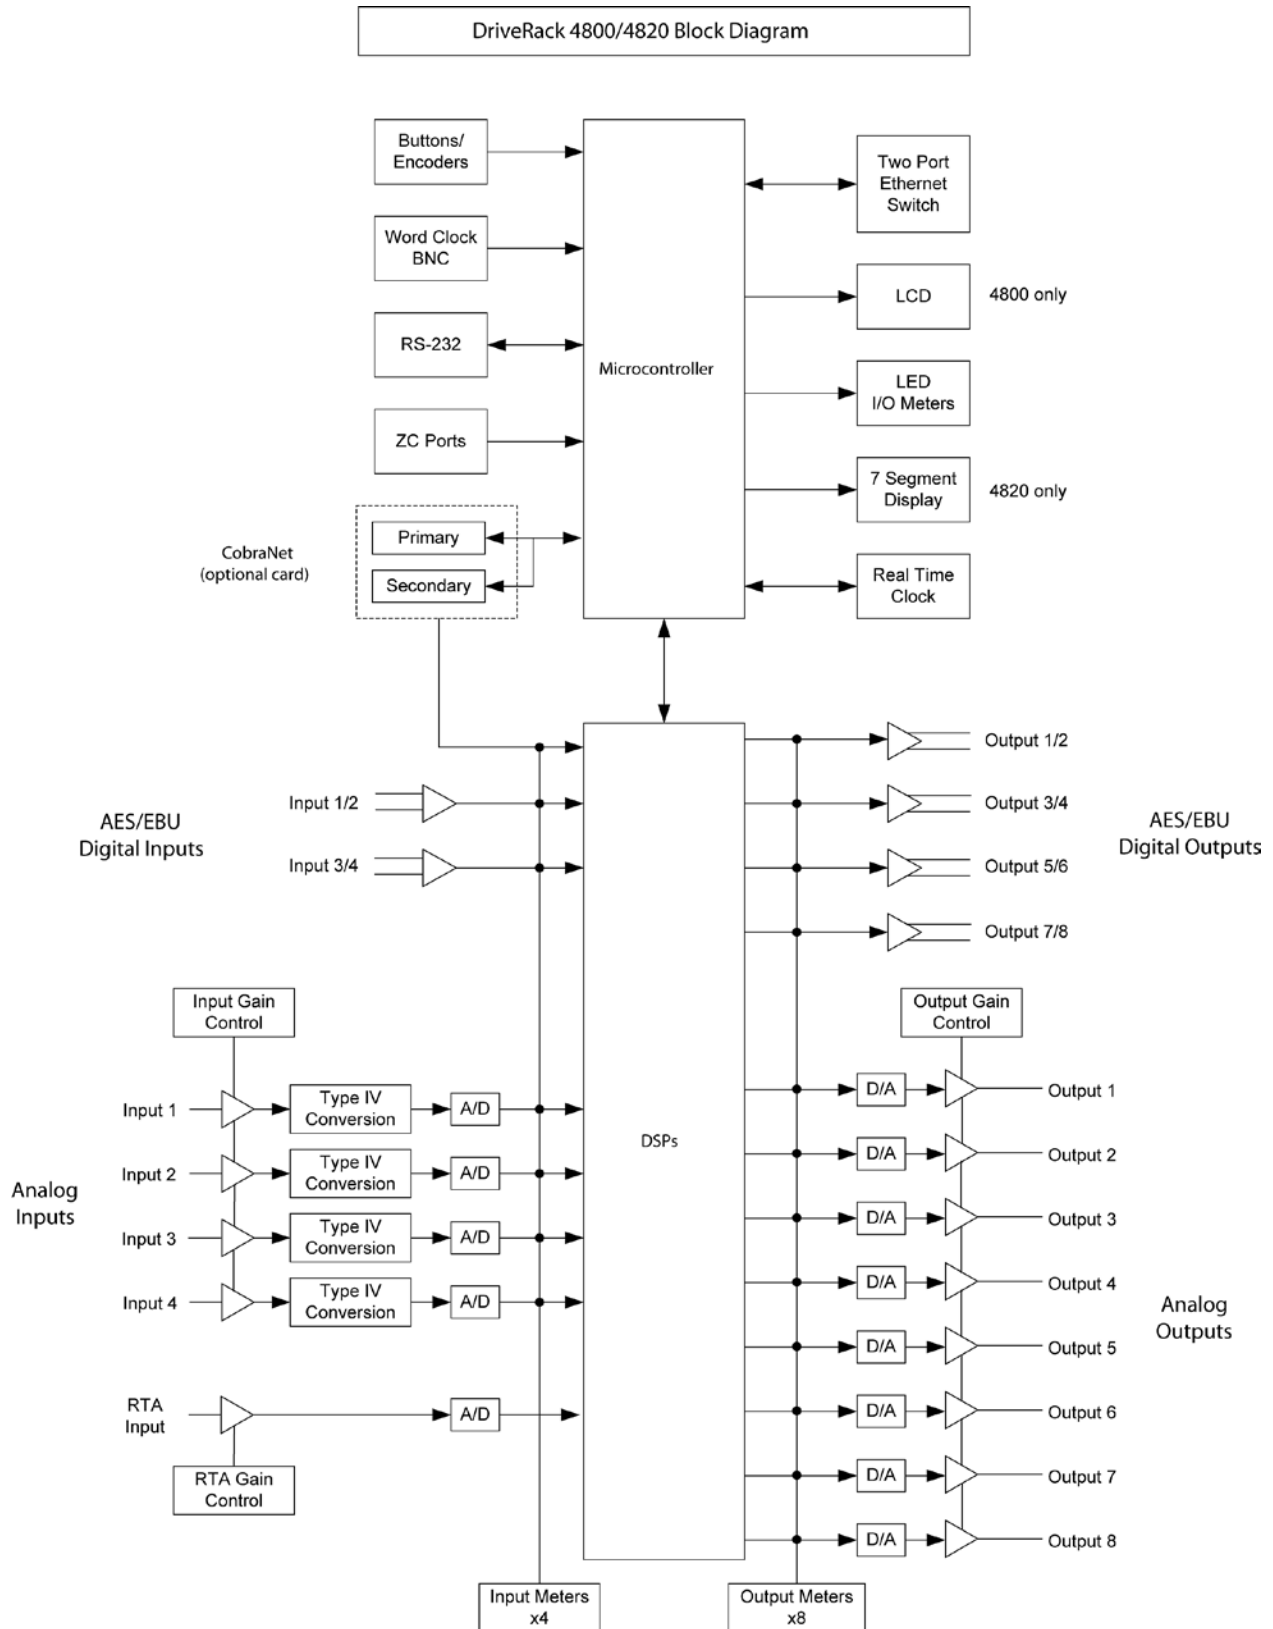 DriveRack 4800/4820 Block Diagram
Buttons/
Encoders
Two Port
Ethernet
Switch
Word Clock
BNC
LCD
4800 only
RS-232
Microcontroller
LED
I/O Meters
ZC Ports
7 Segment
Display
4820 only
CobraNet
(optional card)
Primary
Secondary
Real Time
Clock
Output 1/2
Input 1/2
Output 3/4
AES/EBU
Digital Inputs
AES/EBU
Digital Outputs
Input 3/4
Output 5/6
Output 7/8
Input Gain
Control
Output Gain
Control
Input 1
Type IV
Conversion
A/D
D/A
Output 1
DSPs
Input 2
Type IV
Conversion
A/D
D/A
Output 2
Analog
Inputs
Input 3
Type IV
Conversion
A/D
D/A
Output 3
Input 4
Type IV
Conversion
A/D
D/A
Output 4
Analog
Outputs
D/A
Output 5
RTA
Input
A/D
D/A
Output 6
RTA Gain
Control
D/A
Output 7
D/A
Output 8
Input Meters
x4
Output Meters
x8